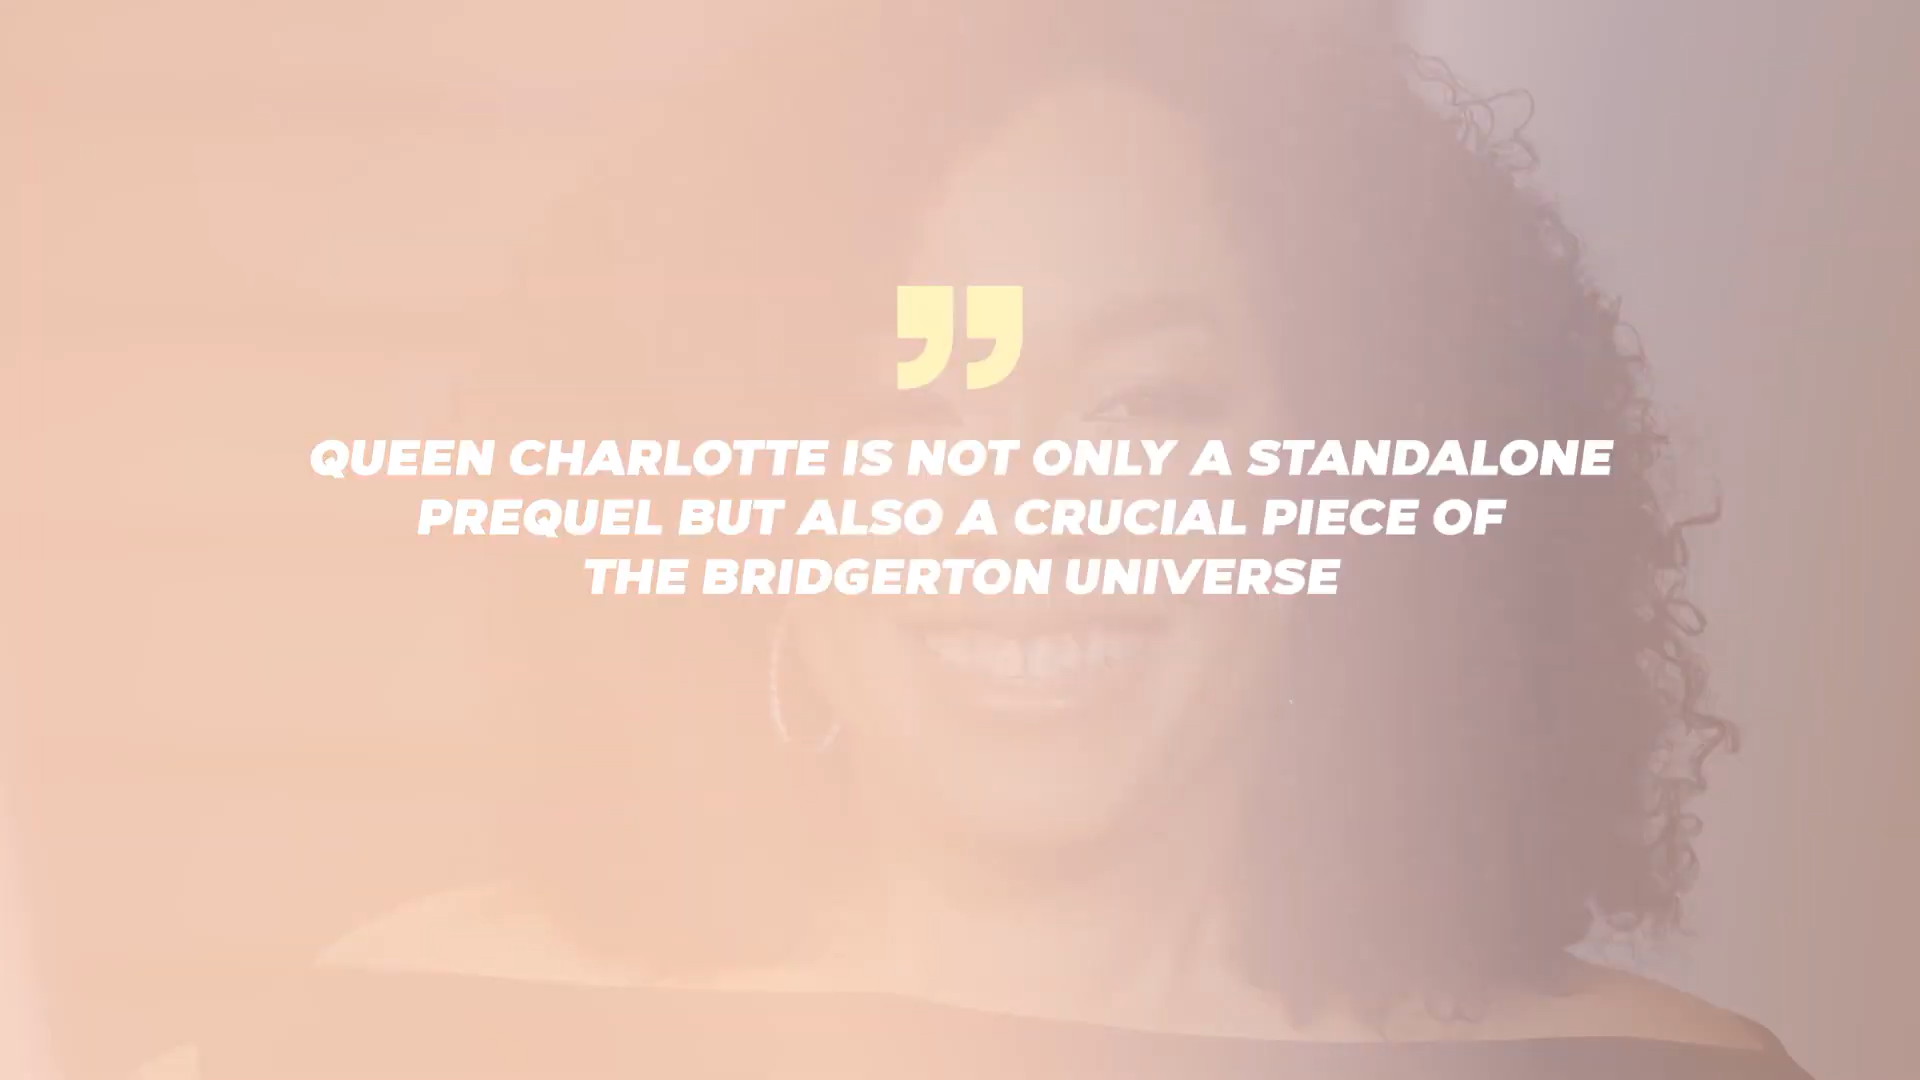 ”
QUEEN CHARLOTTE IS NOT ONLY A STANDALONE
PREQUEL BUT ALSO A CRUCIAL PIECE OF
THE BRIDGERTON UNIVERSE